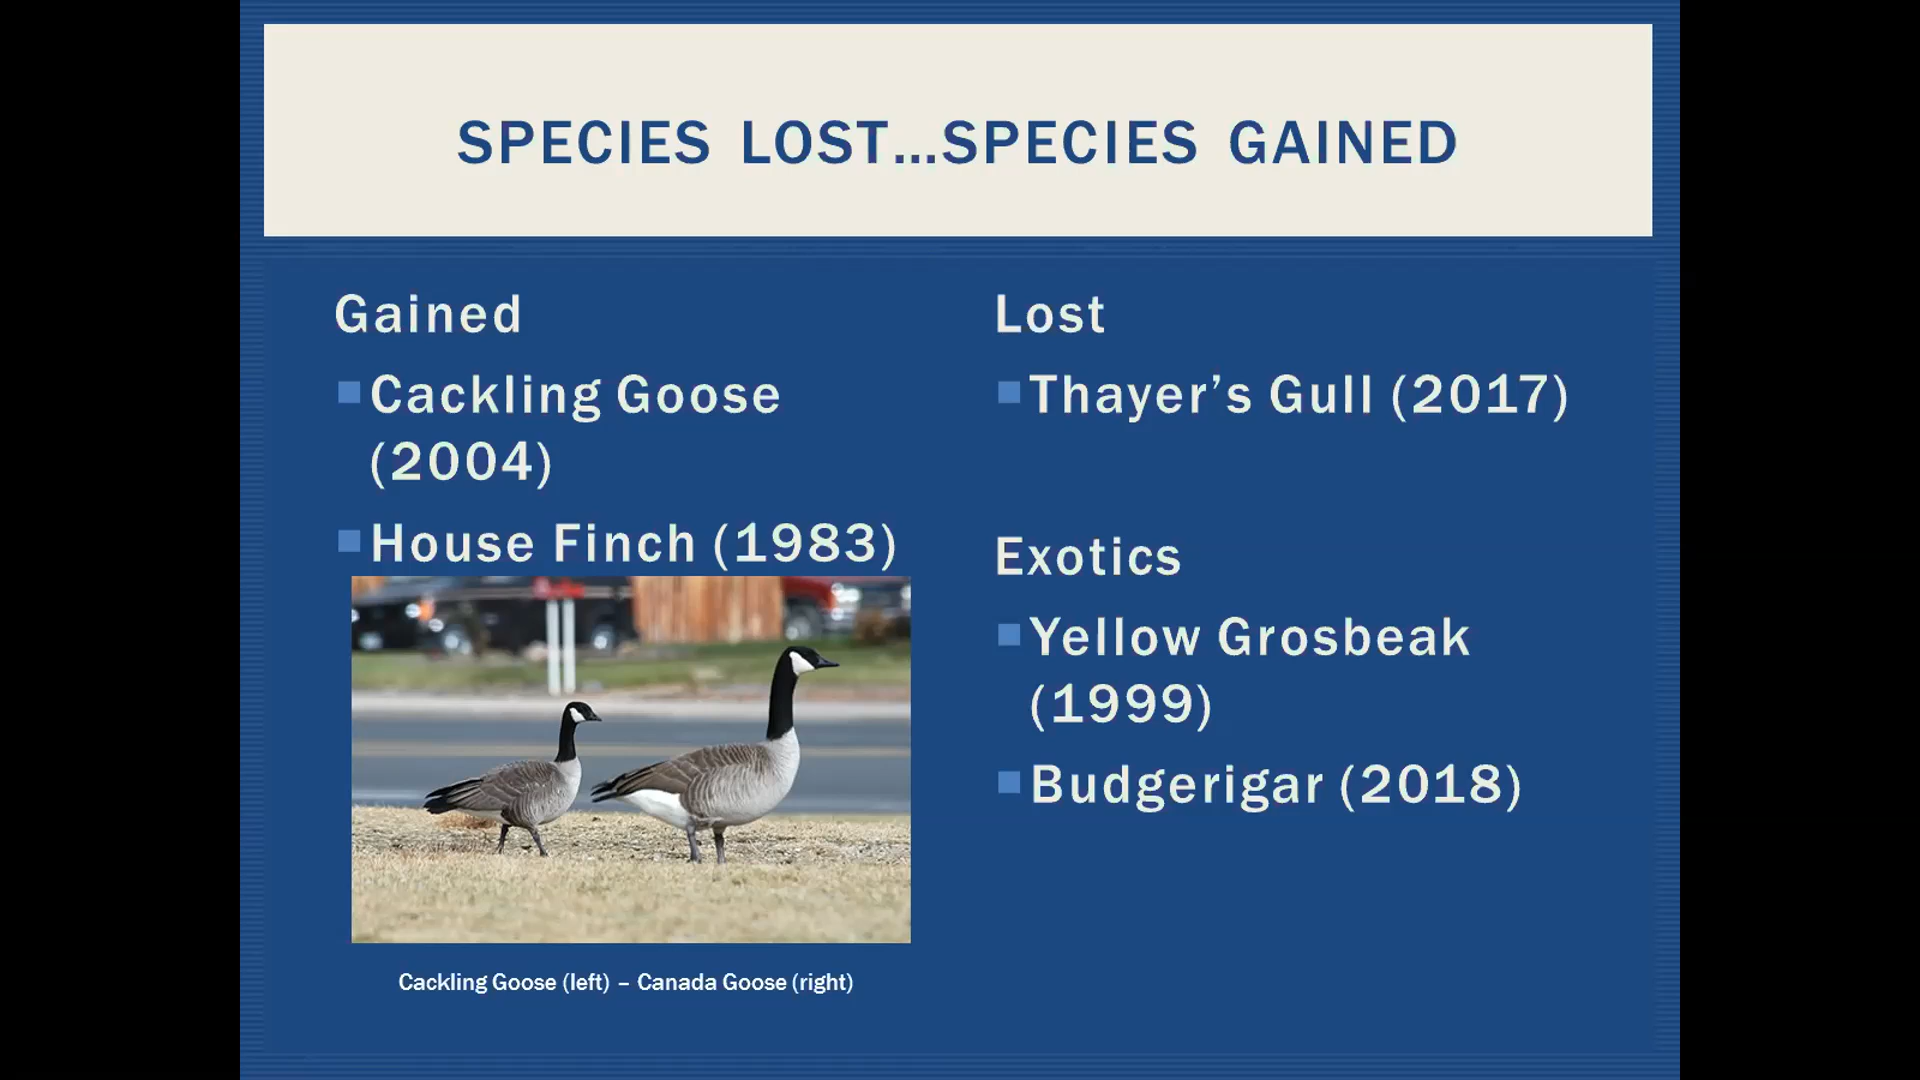 SPECIES LOST...SPECIES GAINED
Gained
Cackling Goose
(2004)
House Finch (1983)
Cackling Goose (left) – Canada Goose (right)
Lost
Thayer’s Gull (2017)
Exotics
Yellow Grosbeak
(1999)
Budgerigar (2018)